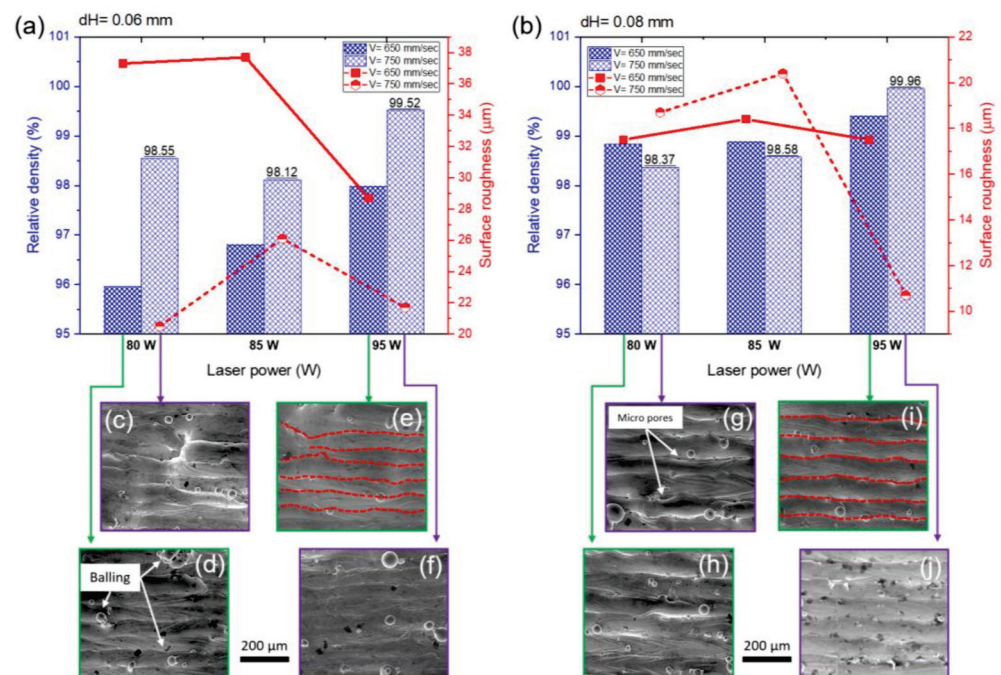 (a)
dH= 0.06 mm
Relative density (%)
101
100
99
98
97
96
95
V= 650 mm/sec
V= 750 mm/sec
V= 650 mm/sec
V= 750 mm/sec
98.55
98.12
99.52
38
36
34
32
30
28
26
24
22
20
Surface roughness (µm)
80 W
85 W
95 W
Laser power (W)
(b)
dH= 0.08 mm
Relative density (%)
101
100
99
98
97
96
95
V= 650 mm/sec
V= 750 mm/sec
V= 650 mm/sec
V= 750 mm/sec
98.37
98.58
99.96
22
20
18
16
14
12
10
Surface roughness (µm)
80 W
85 W
95 W
Laser power (W)
(c)
(e)
(d)
Balling
200 µm
(f)
(g)
Micro pores
(i)
(h)
200 µm
(j)